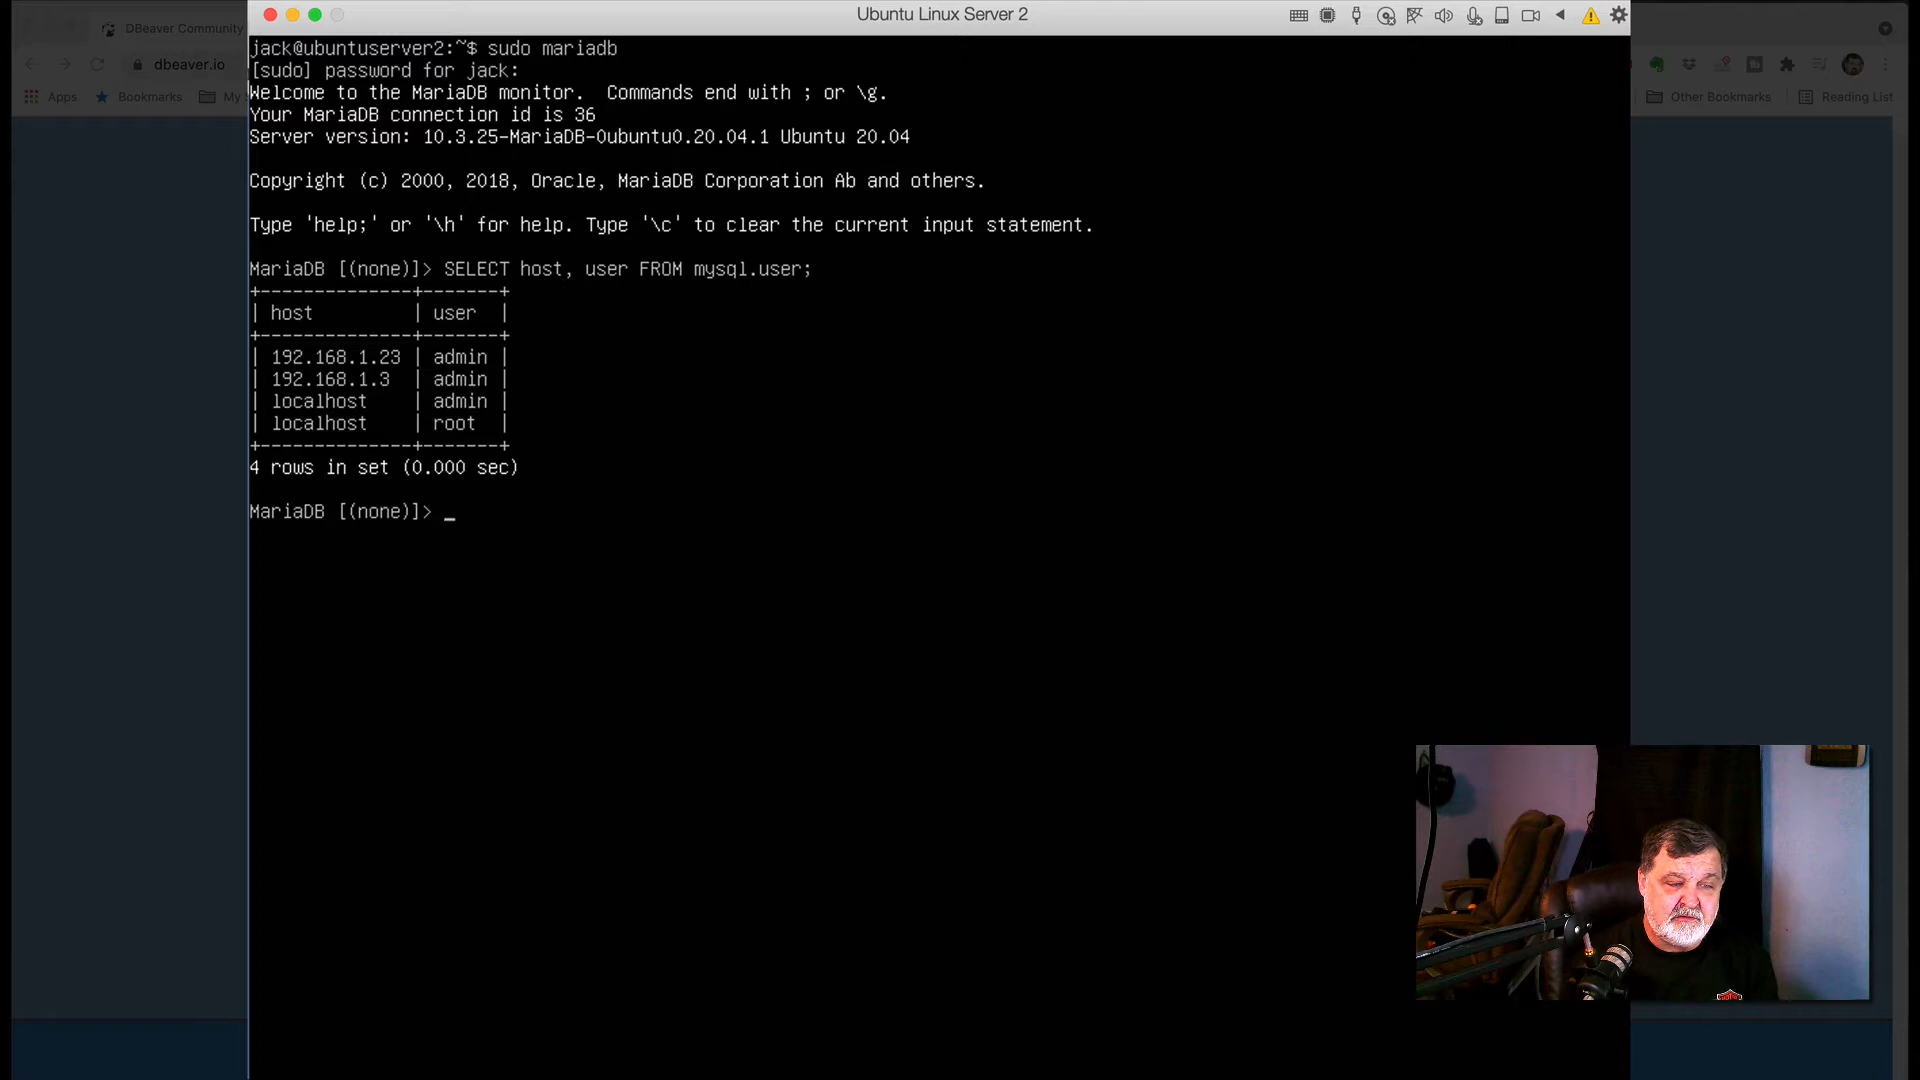 Ubuntu Linux Server 2
DBeaver Community
dbeaver.io
Apps
Bookmarks
My
Other Bookmarks
Reading List
jack@ubuntuserver2:~$ sudo mariadb
[sudo] password for jack:
Welcome to the MariaDB monitor.  Commands end with ; or \g.
Your MariaDB connection id is 36
Server version: 10.3.25-MariaDB-0ubuntu0.20.04.1 Ubuntu 20.04
Copyright (c) 2000, 2018, Oracle, MariaDB Corporation Ab and others.
Type 'help;' or '\h' for help. Type '\c' to clear the current input statement.
MariaDB [(none)]> SELECT host, user FROM mysql.user;
+--------------+-------+
| host         | user  |
+--------------+-------+
| 192.168.1.23 | admin |
| 192.168.1.3  | admin |
| localhost    | admin |
| localhost    | root  |
+--------------+-------+
4 rows in set (0.000 sec)
MariaDB [(none)]> _